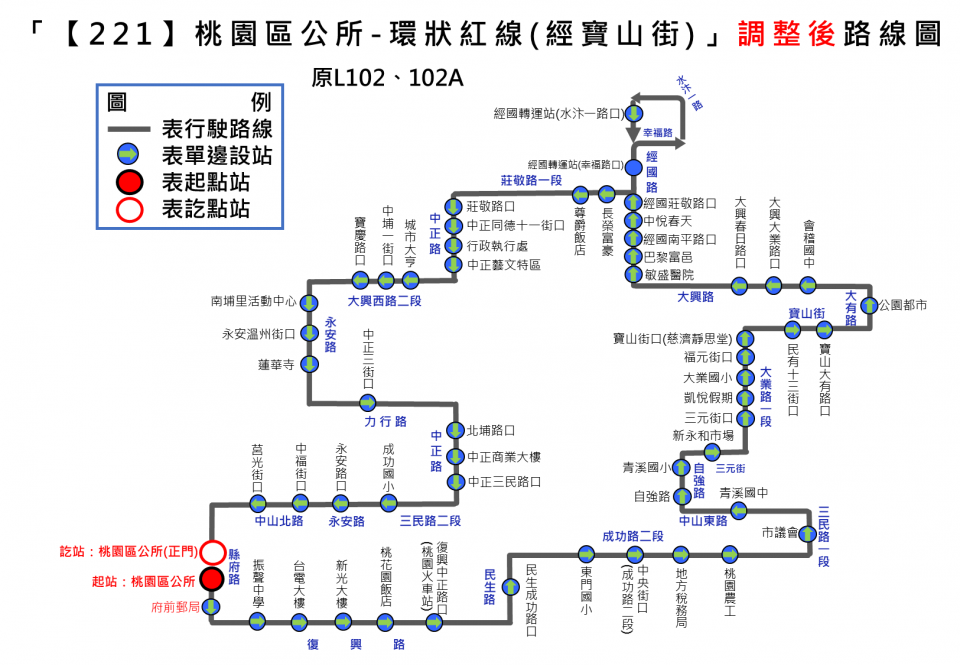 「【221】桃園區公所-環狀紅線(經寶山街)」調整後路線圖
原L102、102A
圖 例
表行駛路線
表單邊設站
表起點站
表訖點站
水汴一路
經國轉運站(水汴一路口)
幸福路
經國轉運站(幸福路口)
經國路
莊敬路一段
尊爵飯店
長榮富豪
經國莊敬路口
中悅春天
經國南平路口
巴黎富邑
敏盛醫院
大興路
大興春日路口
大興大業路口
會稽國中
大有路
公園都市
寶山街
民有十三街口
寶山大有路口
寶山街口(慈濟靜思堂)
福元街口
大業國小
凱悅假期
三元街口
大業路一段
新永和市場
三元街
青溪國小
自強路
自強路
青溪國中
中山東路
市議會
三民路一段
成功路二段
東門國小
中央街口(成功路二段)
地方稅務局
桃園農工
民生路
民生成功路口
復興中正路口(桃園火車站)
桃花園飯店
新光大樓
台電大樓
振聲中學
復興路
府前郵局
起站：桃園區公所
訖站：桃園區公所(正門)
縣府路
莒光街口
中福街口
永安路口
成功國小
中山北路
永安路
三民路二段
中正路
北埔路口
中正商業大樓
中正三民路口
力行路
中正三街口
永安路
南埔里活動中心
永安溫州街口
蓮華寺
大興西路二段
寶慶路口
中埔一街口
城市大亨
中正路
莊敬路口
中正同德十一街口
行政執行處
中正藝文特區